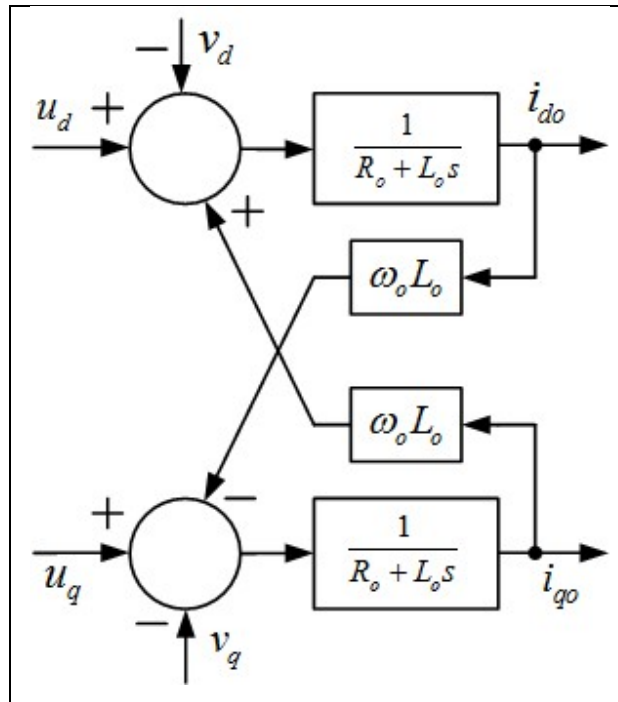 − v_d
u_d +
1
R_o + L_o s
i_do
+
ω_o L_o
ω_o L_o
+ −
u_q
1
R_o + L_o s
i_qo
− v_q